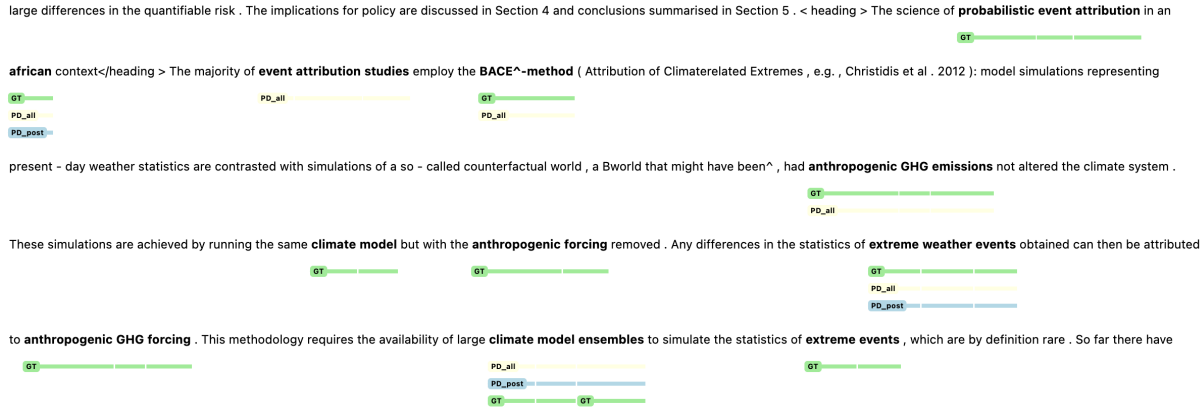 large differences in the quantifiable risk . The implications for policy are discussed in Section 4 and conclusions summarised in Section 5 . < heading > The science of probabilistic event attribution in an
GT
african context</heading > The majority of event attribution studies employ the BACE^-method ( Attribution of Climaterelated Extremes , e.g. , Christidis et al . 2012 ): model simulations representing
GT PD_all GT
PD_all PD_all
PD_post
present - day weather statistics are contrasted with simulations of a so - called counterfactual world , a Bworld that might have been^ , had anthropogenic GHG emissions not altered the climate system .
GT
PD_all
These simulations are achieved by running the same climate model but with the anthropogenic forcing removed . Any differences in the statistics of extreme weather events obtained can then be attributed
GT GT GT
PD_all
PD_post
to anthropogenic GHG forcing . This methodology requires the availability of large climate model ensembles to simulate the statistics of extreme events , which are by definition rare . So far there have
GT PD_all GT
PD_post
GT GT